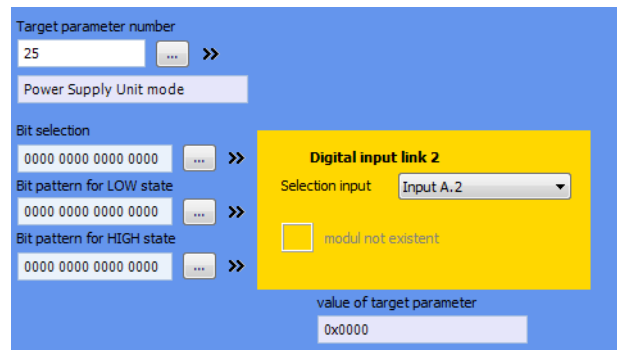 Target parameter number
25
...
Power Supply Unit mode
Bit selection
0000 0000 0000 0000
...
Bit pattern for LOW state
0000 0000 0000 0000
...
Bit pattern for HIGH state
0000 0000 0000 0000
...
Digital input link 2
Selection input Input A.2
modul not existent
value of target parameter
0x0000